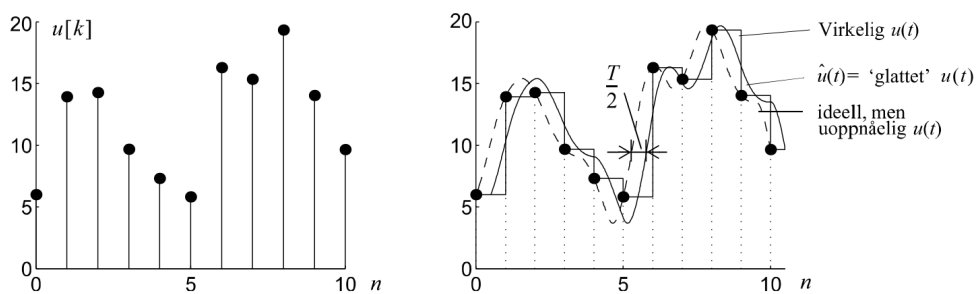 20
15
10
5
0
u[k]
0
5
10
n
20
15
10
5
0
T
2
0
5
10
n
Virkelig u(t)
û(t)= ‘glattet’ u(t)
ideell, men
uoppnåelig u(t)